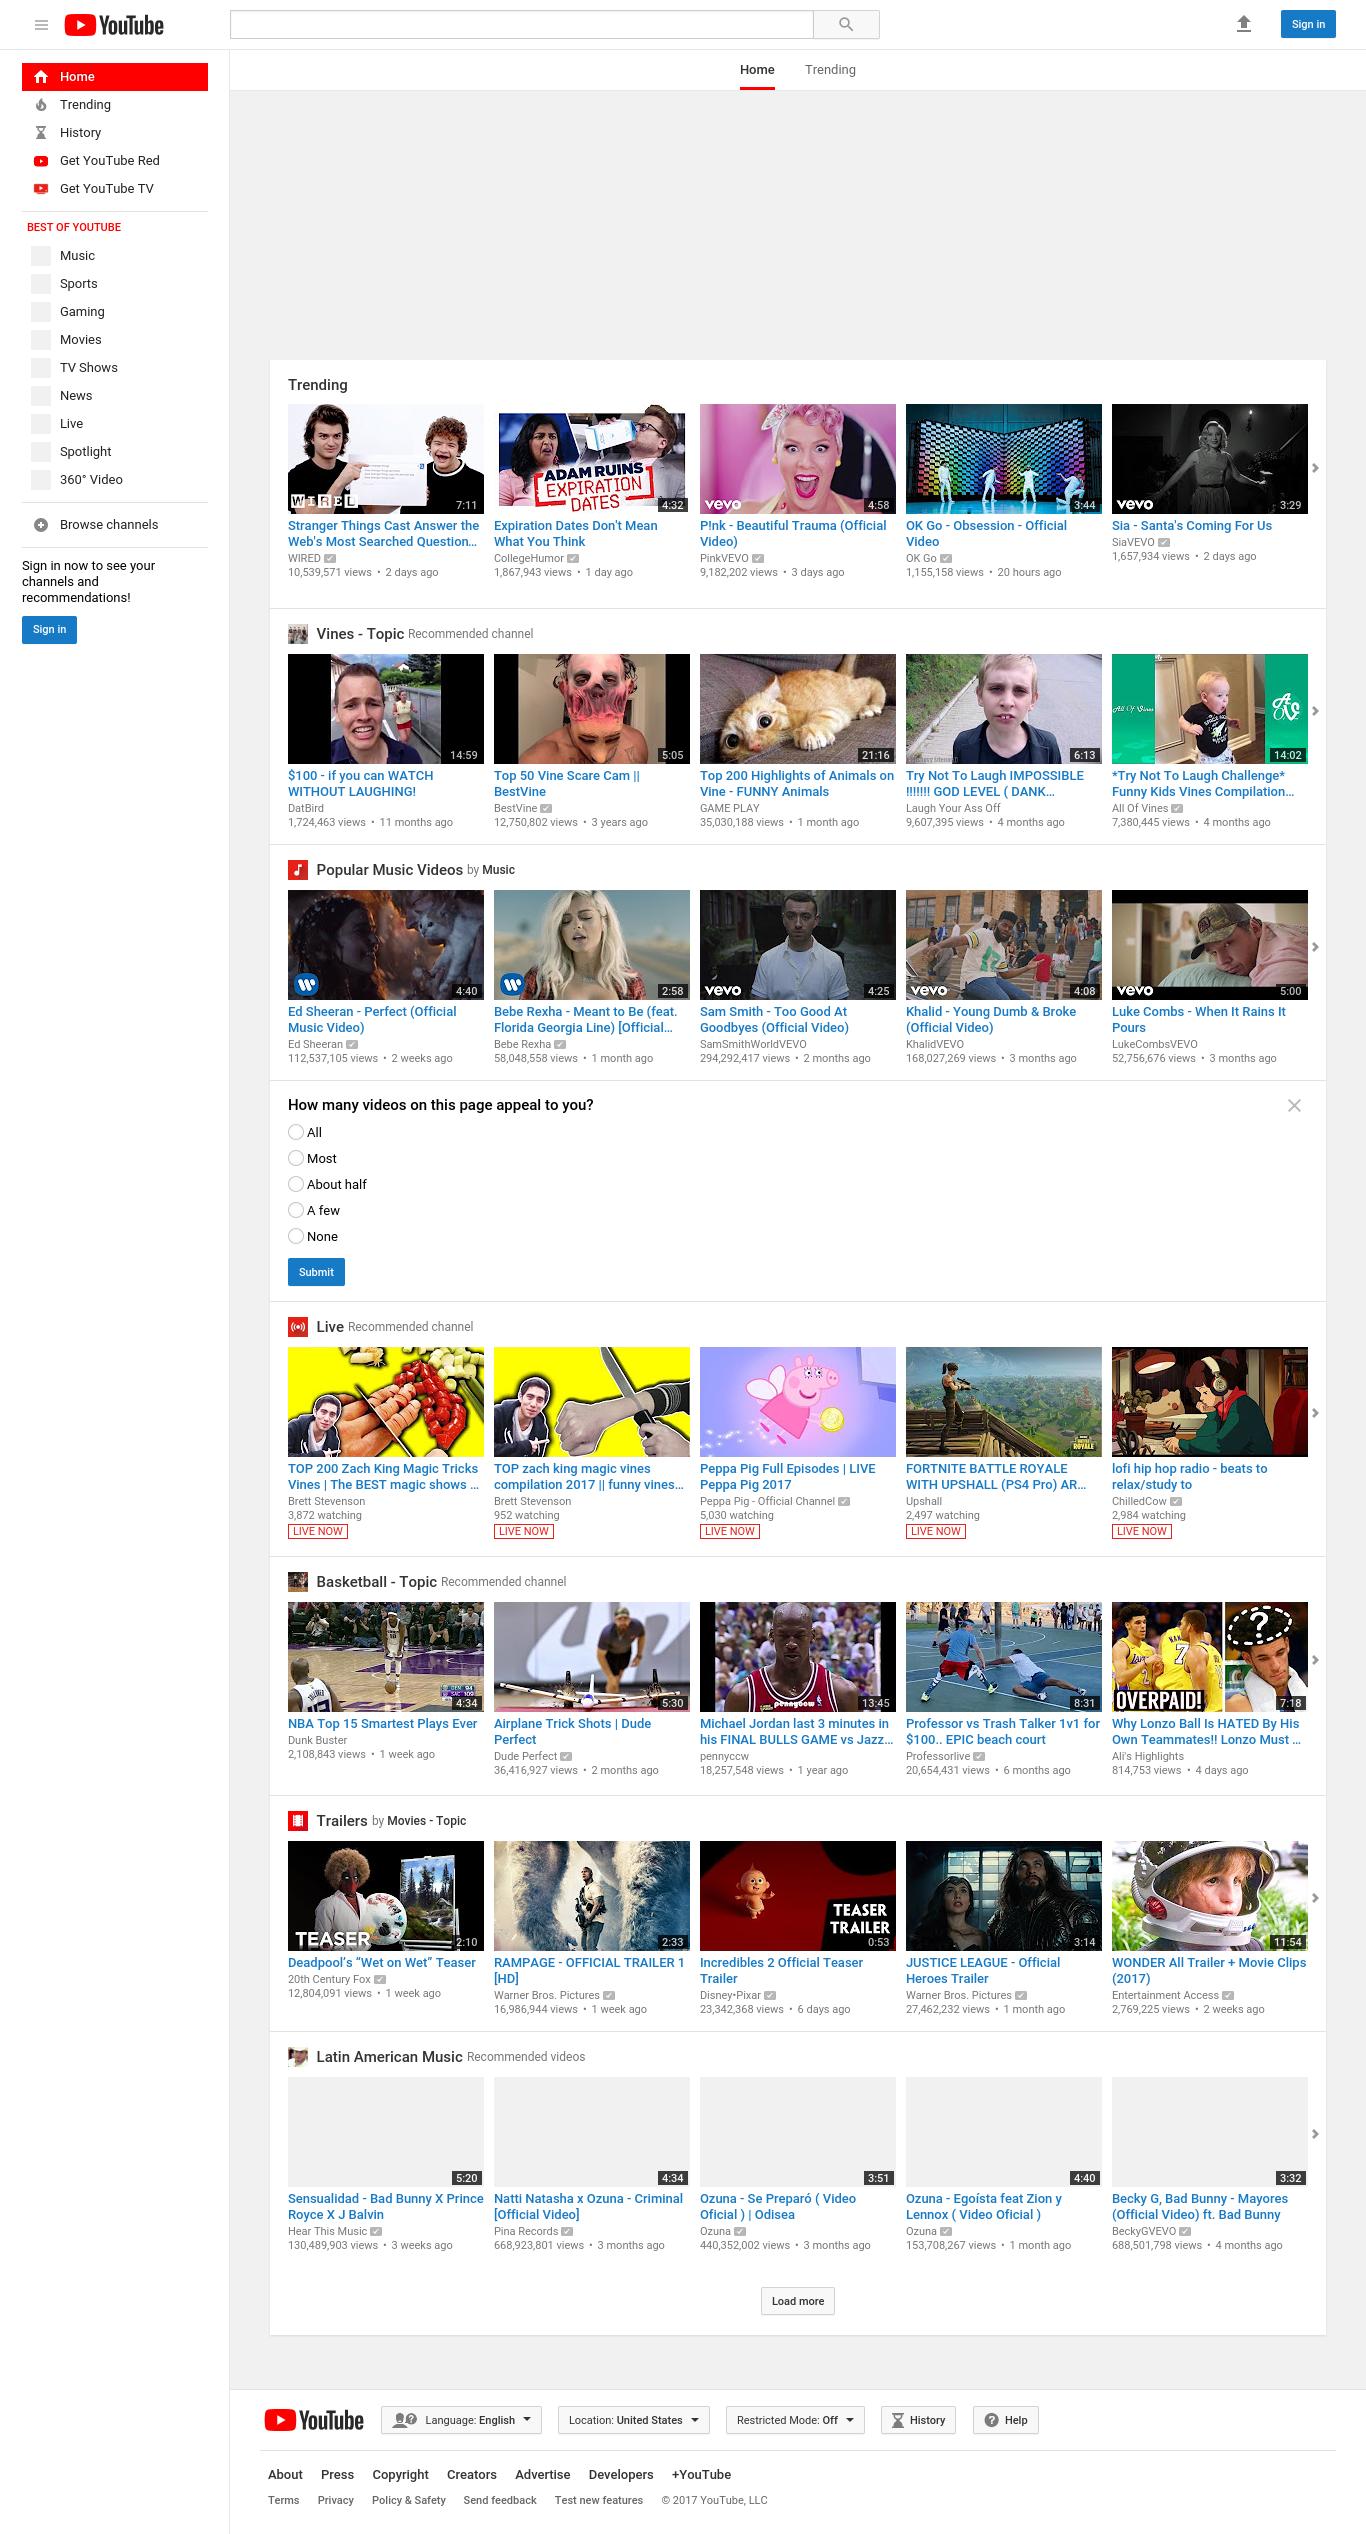 YouTube
Sign in
Home
Trending
History
Get YouTube Red
Get YouTube TV
BEST OF YOUTUBE
Music
Sports
Gaming
Movies
TV Shows
News
Live
Spotlight
360° Video
Browse channels
Sign in now to see your
channels and
recommendations!
Sign in
Home Trending
Trending
WIRED 7:11
ADAM RUINS
EXPIRATION
DATES
4:32
vevo 4:58
3:44
vevo 3:29
Stranger Things Cast Answer the
Web's Most Searched Question...
WIRED
10,539,571 views • 2 days ago
Expiration Dates Don't Mean
What You Think
CollegeHumor
1,867,943 views • 1 day ago
P!nk - Beautiful Trauma (Official
Video)
PinkVEVO
9,182,202 views • 3 days ago
OK Go - Obsession - Official
Video
OK Go
1,155,158 views • 20 hours ago
Sia - Santa's Coming For Us
SiaVEVO
1,657,934 views • 2 days ago
Vines - Topic Recommended channel
14:59
5:05
21:16
6:13
All Of Vines
14:02
$100 - if you can WATCH
WITHOUT LAUGHING!
DatBird
1,724,463 views • 11 months ago
Top 50 Vine Scare Cam ||
BestVine
BestVine
12,750,802 views • 3 years ago
Top 200 Highlights of Animals on
Vine - FUNNY Animals
GAME PLAY
35,030,188 views • 1 month ago
Try Not To Laugh IMPOSSIBLE
!!!!!!! GOD LEVEL ( DANK...
Laugh Your Ass Off
9,607,395 views • 4 months ago
*Try Not To Laugh Challenge*
Funny Kids Vines Compilation...
All Of Vines
7,380,445 views • 4 months ago
Popular Music Videos by Music
4:40
2:58
vevo 4:25
vevo 4:08
vevo 5:00
Ed Sheeran - Perfect (Official
Music Video)
Ed Sheeran
112,537,105 views • 2 weeks ago
Bebe Rexha - Meant to Be (feat.
Florida Georgia Line) [Official...
Bebe Rexha
58,048,558 views • 1 month ago
Sam Smith - Too Good At
Goodbyes (Official Video)
SamSmithWorldVEVO
294,292,417 views • 2 months ago
Khalid - Young Dumb & Broke
(Official Video)
KhalidVEVO
168,027,269 views • 3 months ago
Luke Combs - When It Rains It
Pours
LukeCombsVEVO
52,756,676 views • 3 months ago
How many videos on this page appeal to you?
All
Most
About half
A few
None
Submit
Live Recommended channel
BATTLE
ROYALE
TOP 200 Zach King Magic Tricks
Vines | The BEST magic shows ...
Brett Stevenson
3,872 watching
LIVE NOW
TOP zach king magic vines
compilation 2017 || funny vines...
Brett Stevenson
952 watching
LIVE NOW
Peppa Pig Full Episodes | LIVE
Peppa Pig 2017
Peppa Pig - Official Channel
5,030 watching
LIVE NOW
FORTNITE BATTLE ROYALE
WITH UPSHALL (PS4 Pro) AR...
Upshall
2,497 watching
LIVE NOW
lofi hip hop radio - beats to
relax/study to
ChilledCow
2,984 watching
LIVE NOW
Basketball - Topic Recommended channel
4:34
5:30
pennyccw 13:45
8:31
?
OVERPAID! 7:18
NBA Top 15 Smartest Plays Ever
Dunk Buster
2,108,843 views • 1 week ago
Airplane Trick Shots | Dude
Perfect
Dude Perfect
36,416,927 views • 2 months ago
Michael Jordan last 3 minutes in
his FINAL BULLS GAME vs Jazz...
pennyccw
18,257,548 views • 1 year ago
Professor vs Trash Talker 1v1 for
$100.. EPIC beach court
Professorlive
20,654,431 views • 6 months ago
Why Lonzo Ball Is HATED By His
Own Teammates!! Lonzo Must ...
Ali's Highlights
814,753 views • 4 days ago
Trailers by Movies - Topic
TEASER 2:10
2:33
TEASER
TRAILER
0:53
3:14
11:54
Deadpool’s “Wet on Wet” Teaser
20th Century Fox
12,804,091 views • 1 week ago
RAMPAGE - OFFICIAL TRAILER 1
[HD]
Warner Bros. Pictures
16,986,944 views • 1 week ago
Incredibles 2 Official Teaser
Trailer
Disney•Pixar
23,342,368 views • 6 days ago
JUSTICE LEAGUE - Official
Heroes Trailer
Warner Bros. Pictures
27,462,232 views • 1 month ago
WONDER All Trailer + Movie Clips
(2017)
Entertainment Access
2,769,225 views • 2 weeks ago
Latin American Music Recommended videos
5:20
4:34
3:51
4:40
3:32
Sensualidad - Bad Bunny X Prince
Royce X J Balvin
Hear This Music
130,489,903 views • 3 weeks ago
Natti Natasha x Ozuna - Criminal
[Official Video]
Pina Records
668,923,801 views • 3 months ago
Ozuna - Se Preparó ( Video
Oficial ) | Odisea
Ozuna
440,352,002 views • 3 months ago
Ozuna - Egoísta feat Zion y
Lennox ( Video Oficial )
Ozuna
153,708,267 views • 1 month ago
Becky G, Bad Bunny - Mayores
(Official Video) ft. Bad Bunny
BeckyGVEVO
688,501,798 views • 4 months ago
Load more
YouTube Language: English Location: United States Restricted Mode: Off History Help
About Press Copyright Creators Advertise Developers +YouTube
Terms Privacy Policy & Safety Send feedback Test new features © 2017 YouTube, LLC